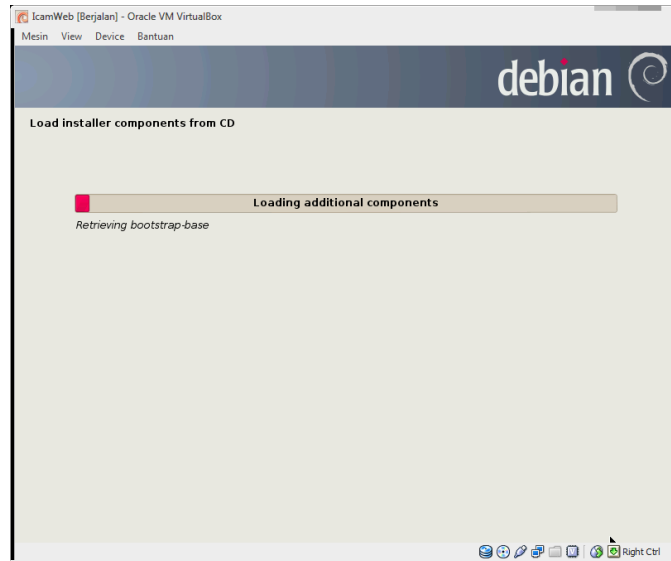 IcamWeb [Berjalan] - Oracle VM VirtualBox
Mesin View Device Bantuan
debian
Load installer components from CD
Loading additional components
Retrieving bootstrap-base
Right Ctrl